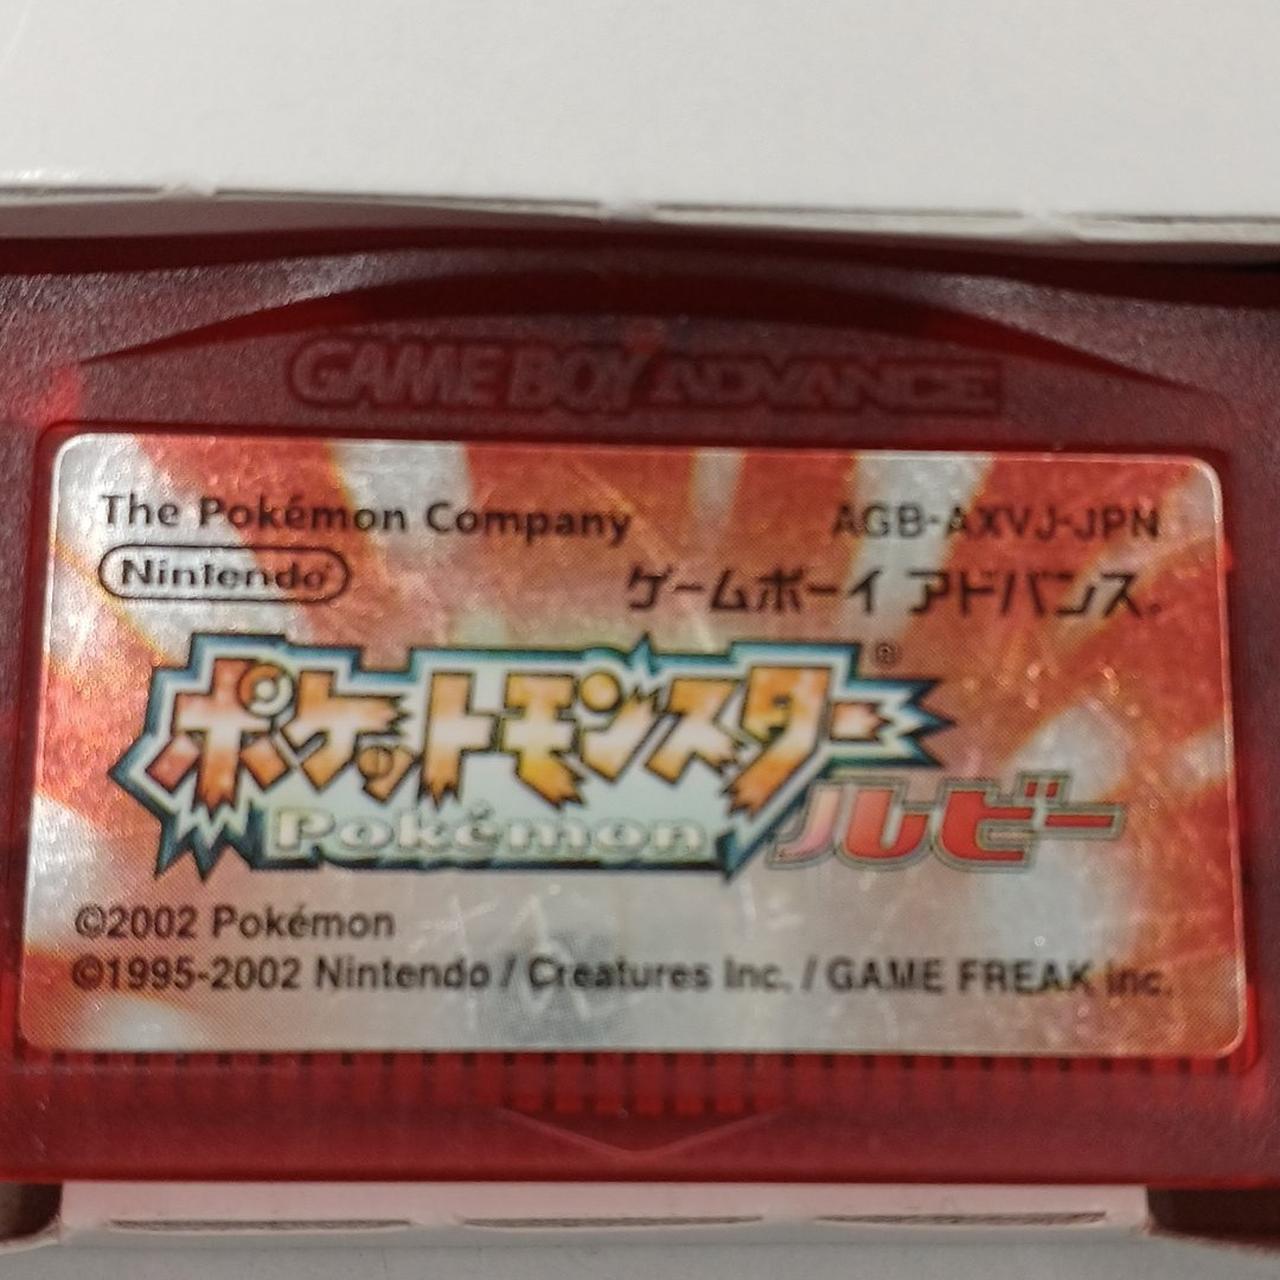 GAME BOY ADVANCE
The Pokémon Company AGB-AXVJ-JPN
Nintendo® ゲームボーイ アドバンス®
ポケットモンスター®
Pokémon ルビー
©2002 Pokémon
©1995-2002 Nintendo / Creatures Inc. / GAME FREAK inc.